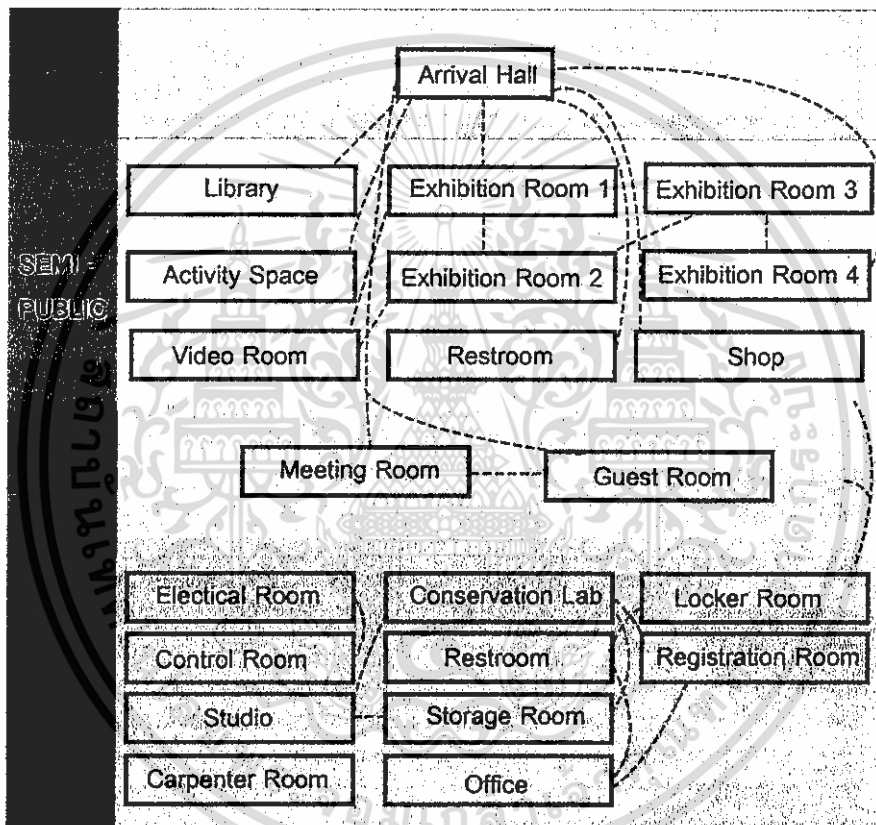 Arrival Hall
Library
Exhibition Room 1
Exhibition Room 3
SEMI -
PUBLIC
Activity Space
Exhibition Room 2
Exhibition Room 4
Video Room
Restroom
Shop
Meeting Room
Guest Room
Electical Room
Conservation Lab
Locker Room
Control Room
Restroom
Registration Room
Studio
Storage Room
Carpenter Room
Office